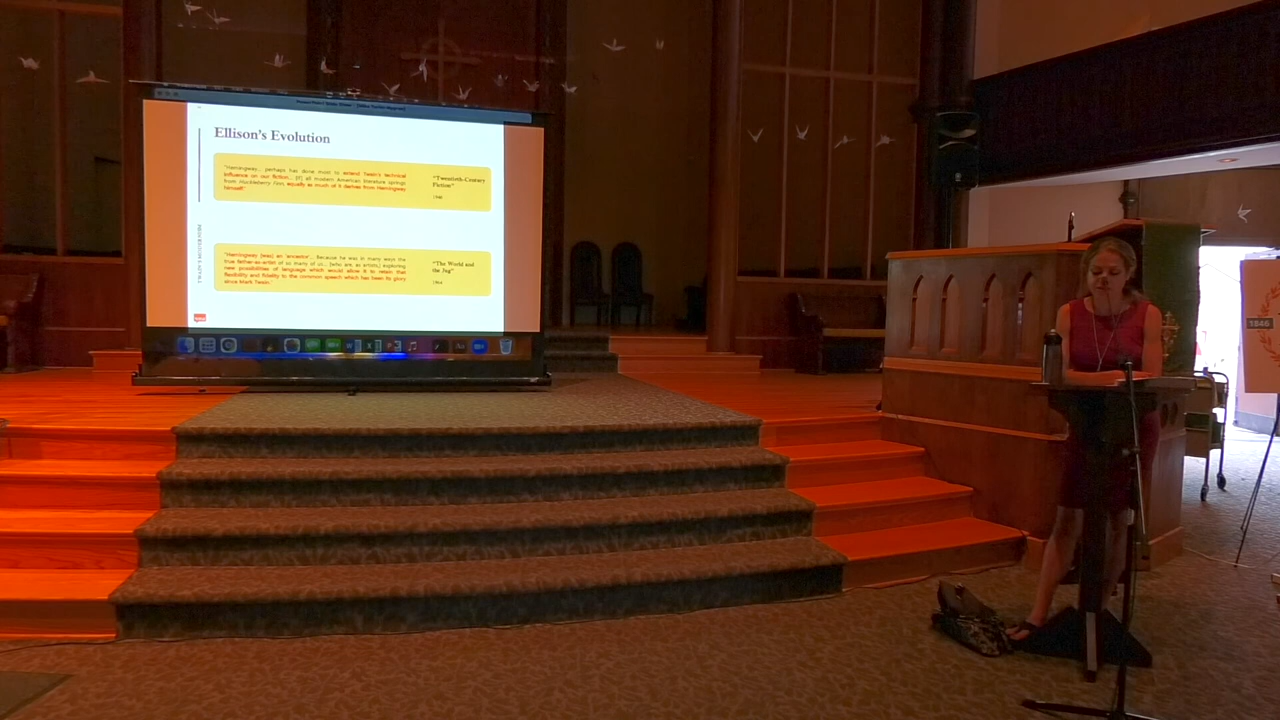 Ellison's Evolution
"Hemingway... perhaps has done most to extend Twain's technical
influence on our fiction... [if] all modern American literature springs
from Huckleberry Finn, equally as much of it derives from Hemingway
himself."
"Twentieth-Century
Fiction"
1946
"Hemingway [was] an 'ancestor'... Because he was in many ways the
true father-as-artist of so many of us... [who are, as artists,] exploring
new possibilities of language which would allow it to retain that
flexibility and fidelity to the common speech which has been its glory
since Mark Twain."
"The World and
the Jug"
1964
1846